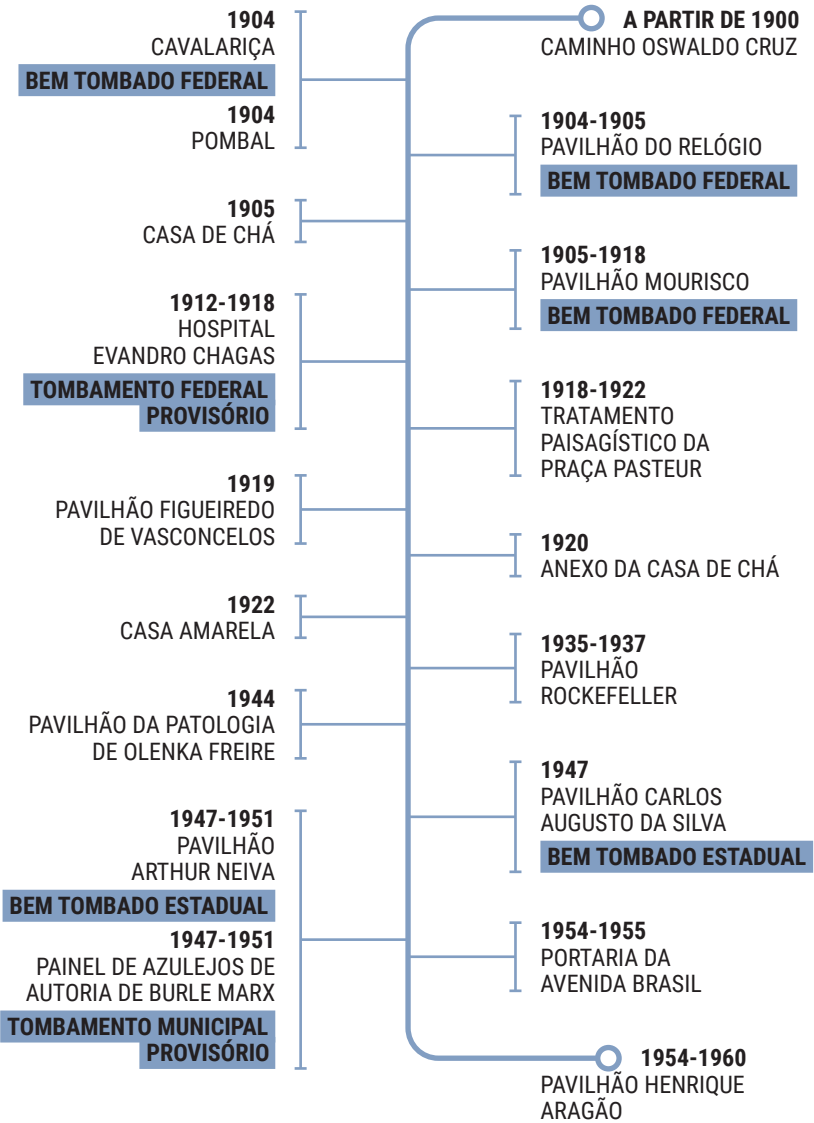 1904
CAVALARIÇA
BEM TOMBADO FEDERAL
1904
POMBAL
1905
CASA DE CHÁ
1912-1918
HOSPITAL
EVANDRO CHAGAS
TOMBAMENTO FEDERAL
PROVISÓRIO
1919
PAVILHÃO FIGUEIREDO
DE VASCONCELOS
1922
CASA AMARELA
1944
PAVILHÃO DA PATOLOGIA
DE OLENKA FREIRE
1947-1951
PAVILHÃO
ARTHUR NEIVA
BEM TOMBADO ESTADUAL
1947-1951
PAINEL DE AZULEJOS DE
AUTORIA DE BURLE MARX
TOMBAMENTO MUNICIPAL
PROVISÓRIO
A PARTIR DE 1900
CAMINHO OSWALDO CRUZ
1904-1905
PAVILHÃO DO RELÓGIO
BEM TOMBADO FEDERAL
1905-1918
PAVILHÃO MOURISCO
BEM TOMBADO FEDERAL
1918-1922
TRATAMENTO
PAISAGÍSTICO DA
PRAÇA PASTEUR
1920
ANEXO DA CASA DE CHÁ
1935-1937
PAVILHÃO
ROCKEFELLER
1947
PAVILHÃO CARLOS
AUGUSTO DA SILVA
BEM TOMBADO ESTADUAL
1954-1955
PORTARIA DA
AVENIDA BRASIL
1954-1960
PAVILHÃO HENRIQUE
ARAGÃO